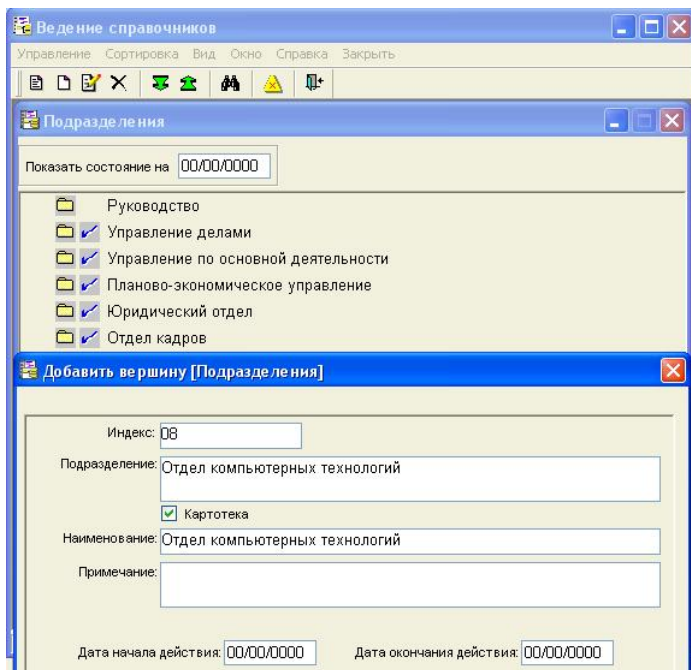 Ведение справочников
Управление Сортировка Вид Окно Справка Закрыть
Подразделения
Показать состояние на 00/00/0000
Руководство
Управление делами
Управление по основной деятельности
Планово-экономическое управление
Юридический отдел
Отдел кадров
Добавить вершину [Подразделения]
Индекс: 08
Подразделение: Отдел компьютерных технологий
Картотека
Наименование: Отдел компьютерных технологий
Примечание:
Дата начала действия: 00/00/0000 Дата окончания действия: 00/00/0000